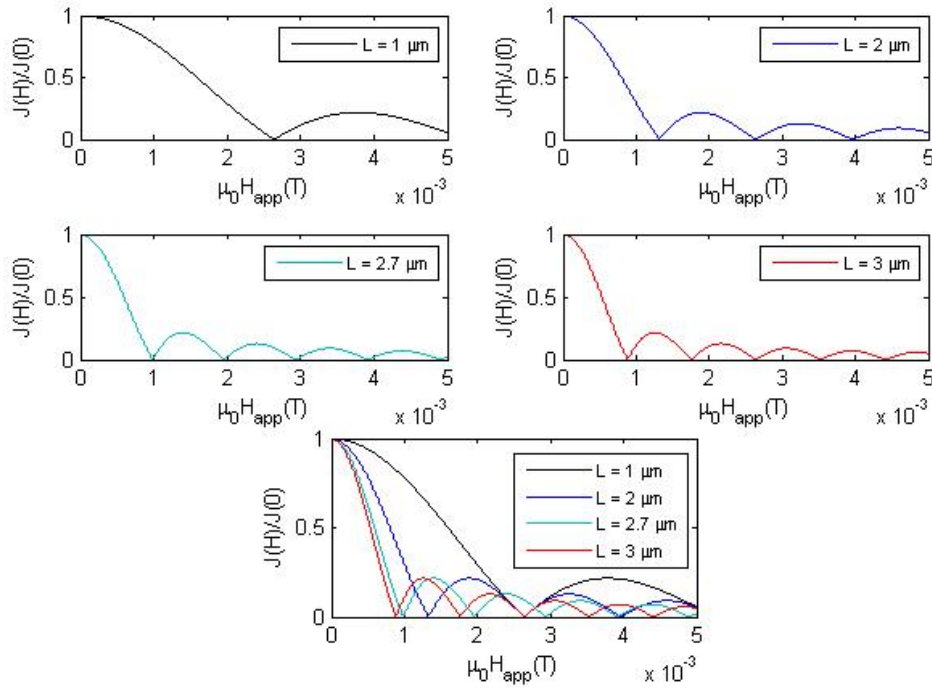 J(H)/J(0)
1
0.5
0
L = 1 µm
0 1 2 3 4 5
µ0Happ(T)
x 10-3
J(H)/J(0)
1
0.5
0
L = 2 µm
0 1 2 3 4 5
µ0Happ(T)
x 10-3
J(H)/J(0)
1
0.5
0
L = 2.7 µm
0 1 2 3 4 5
µ0Happ(T)
x 10-3
J(H)/J(0)
1
0.5
0
L = 3 µm
0 1 2 3 4 5
µ0Happ(T)
x 10-3
J(H)/J(0)
1
0.5
0
L = 1 µm
L = 2 µm
L = 2.7 µm
L = 3 µm
0 1 2 3 4 5
µ0Happ(T)
x 10-3